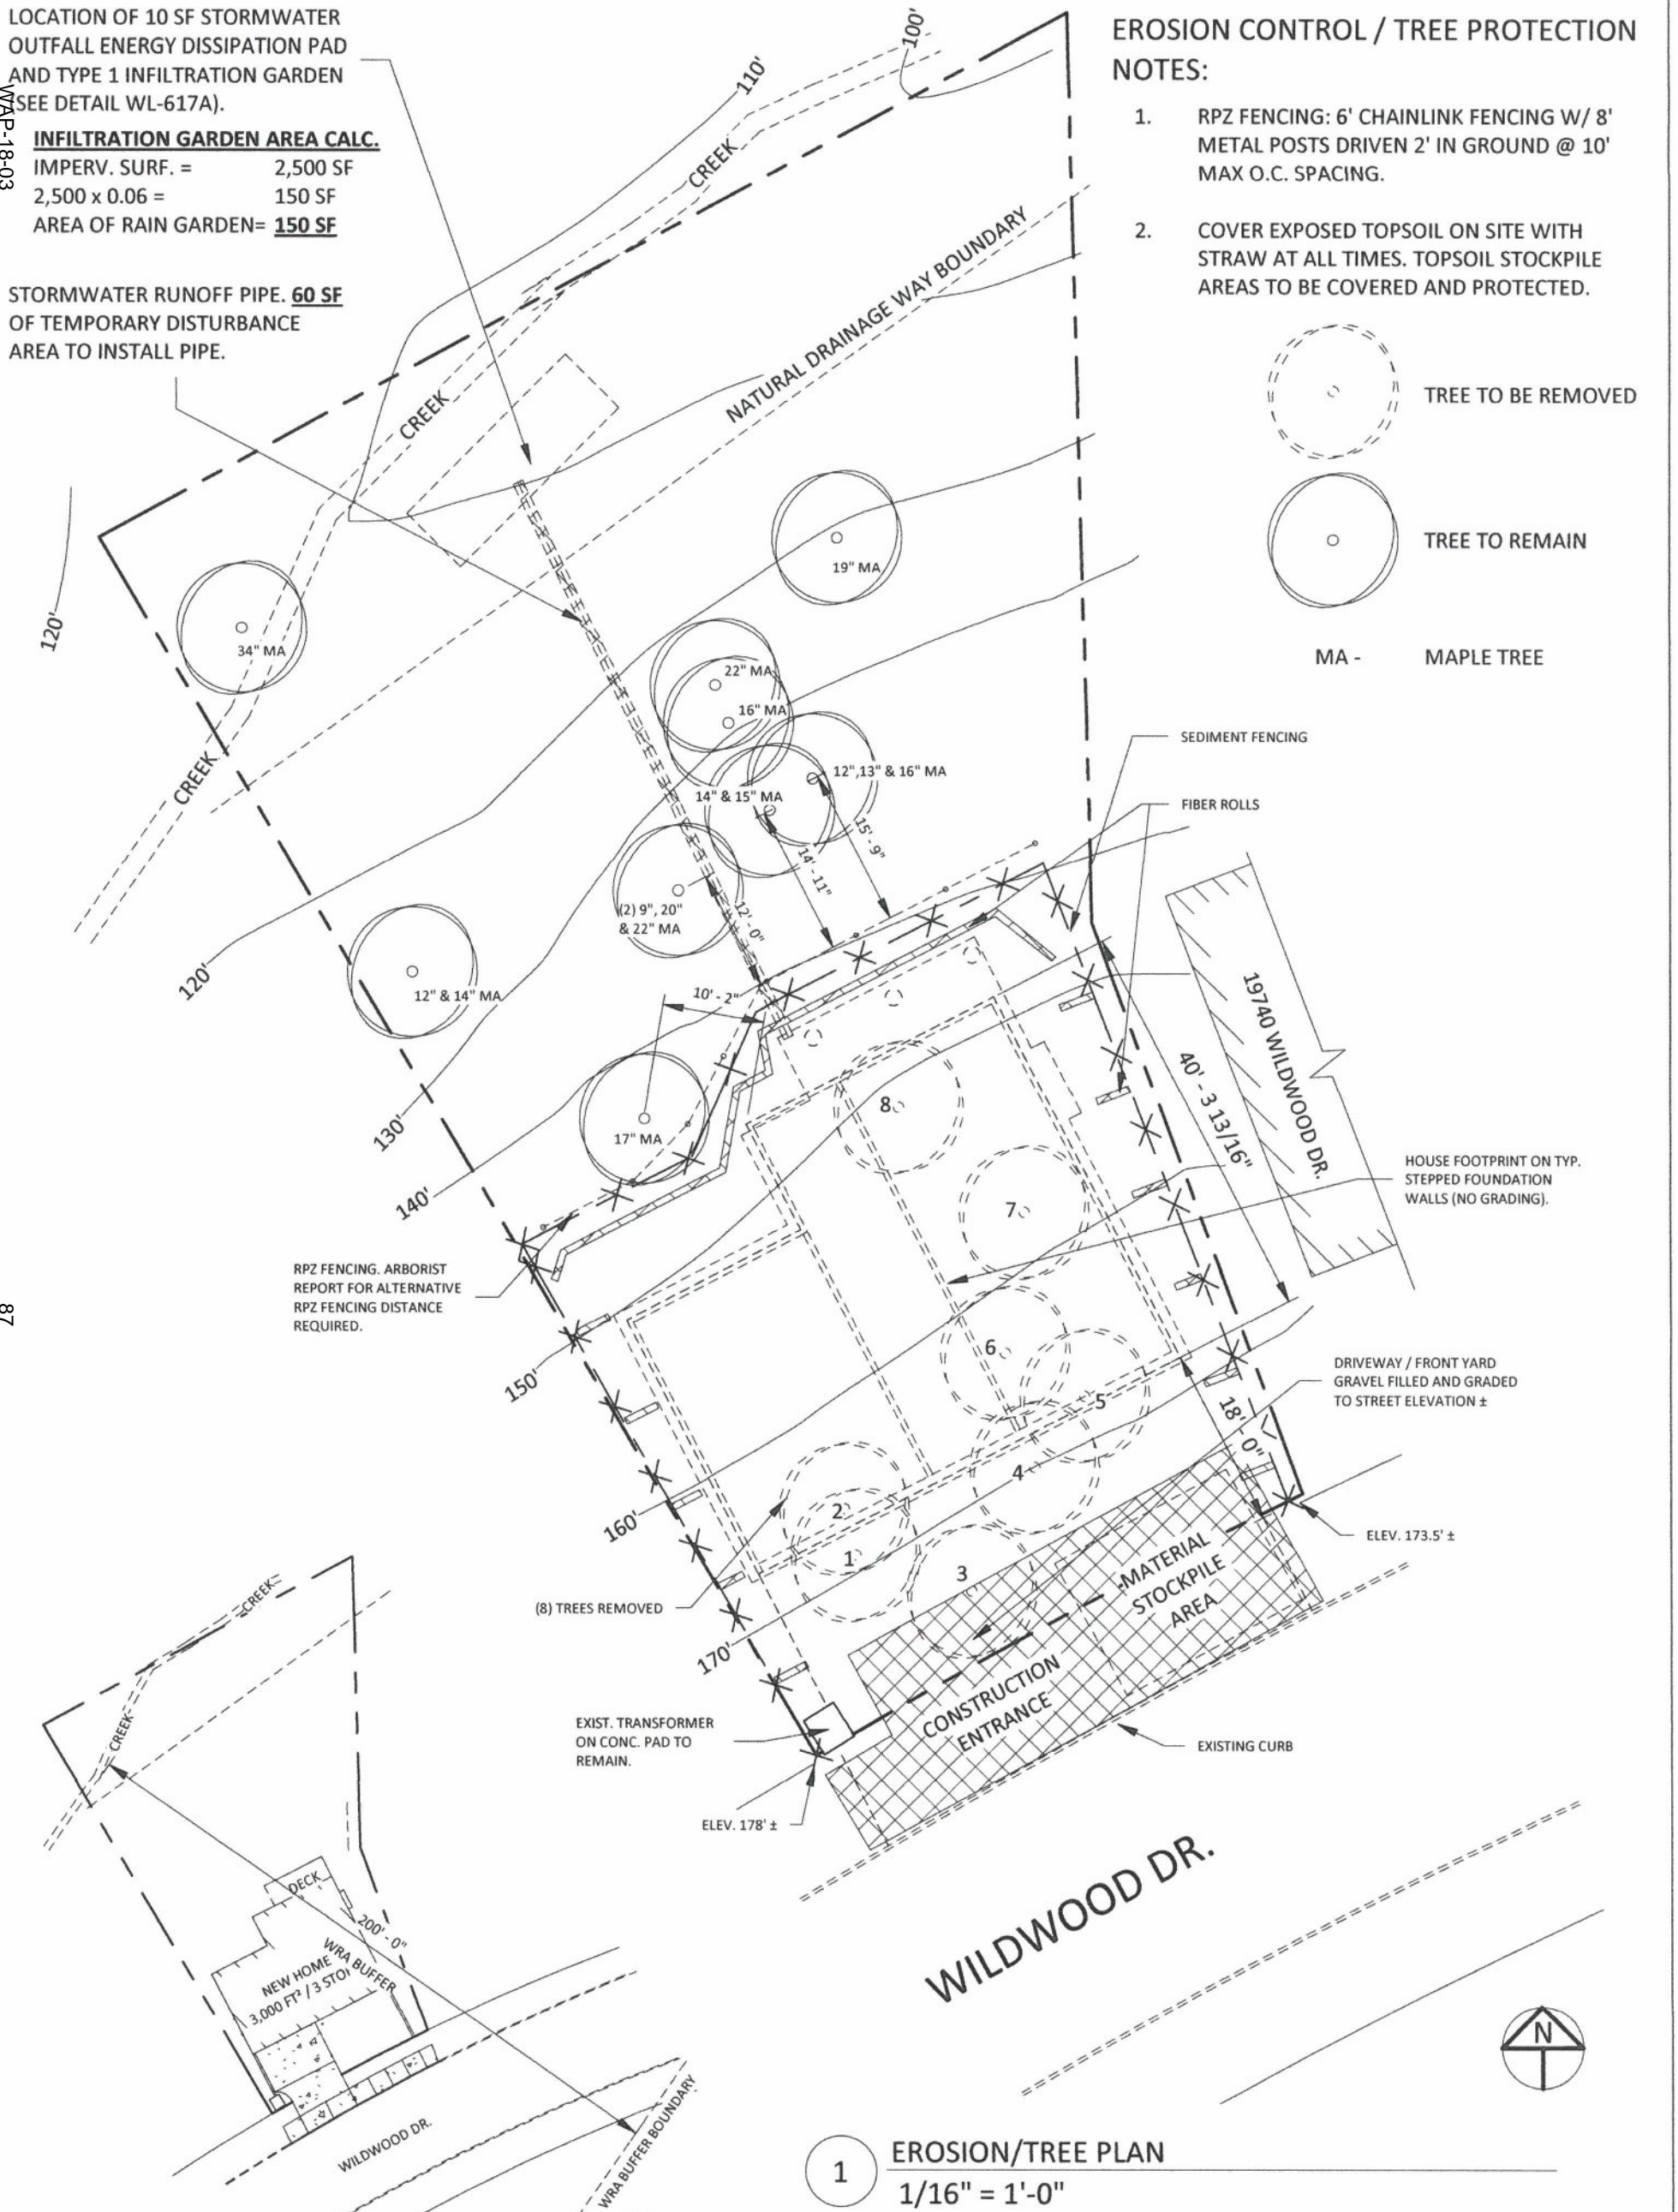 LOCATION OF 10 SF STORMWATER
OUTFALL ENERGY DISSIPATION PAD
AND TYPE 1 INFILTRATION GARDEN
(SEE DETAIL WL-617A).
WAP-18-03
INFILTRATION GARDEN AREA CALC.
IMPERV. SURF. = 2,500 SF
2,500 x 0.06 = 150 SF
AREA OF RAIN GARDEN= 150 SF
STORMWATER RUNOFF PIPE. 60 SF
OF TEMPORARY DISTURBANCE
AREA TO INSTALL PIPE.
EROSION CONTROL / TREE PROTECTION
NOTES:
1. RPZ FENCING: 6' CHAINLINK FENCING W/ 8'
METAL POSTS DRIVEN 2' IN GROUND @ 10'
MAX O.C. SPACING.
2. COVER EXPOSED TOPSOIL ON SITE WITH
STRAW AT ALL TIMES. TOPSOIL STOCKPILE
AREAS TO BE COVERED AND PROTECTED.
TREE TO BE REMOVED
TREE TO REMAIN
MA - MAPLE TREE
100'
110'
CREEK
NATURAL DRAINAGE WAY BOUNDARY
CREEK
120'
34" MA
19" MA
22" MA
16" MA
CREEK
12",13" & 16" MA
14" & 15" MA
15' - 9"
14' - 11"
SEDIMENT FENCING
FIBER ROLLS
(2) 9", 20"
& 22" MA
12'- 0"
12" & 14" MA
10' - 2"
120'
130'
17" MA
140'
19740 WILDWOOD DR.
40' - 3 13/16"
HOUSE FOOTPRINT ON TYP.
STEPPED FOUNDATION
WALLS (NO GRADING).
8
7
6
5
4
2
1
3
RPZ FENCING. ARBORIST
REPORT FOR ALTERNATIVE
RPZ FENCING DISTANCE
REQUIRED.
87
150'
DRIVEWAY / FRONT YARD
GRAVEL FILLED AND GRADED
TO STREET ELEVATION ±
18' - 0"
160'
ELEV. 173.5' ±
(8) TREES REMOVED
170'
MATERIAL
STOCKPILE
AREA
CONSTRUCTION
ENTRANCE
EXIST. TRANSFORMER
ON CONC. PAD TO
REMAIN.
EXISTING CURB
ELEV. 178' ±
WILDWOOD DR.
N
CREEK
CREEK
DECK
200' - 0"
WRA BUFFER
NEW HOME
3,000 FT² / 3 STO
WILDWOOD DR.
WRA BUFFER BOUNDARY
1
EROSION/TREE PLAN
1/16" = 1'-0"